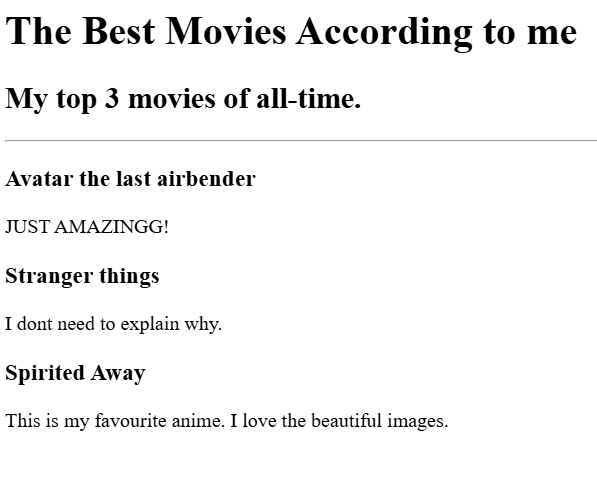 The Best Movies According to me
My top 3 movies of all-time.
Avatar the last airbender
JUST AMAZINGG!
Stranger things
I dont need to explain why.
Spirited Away
This is my favourite anime. I love the beautiful images.